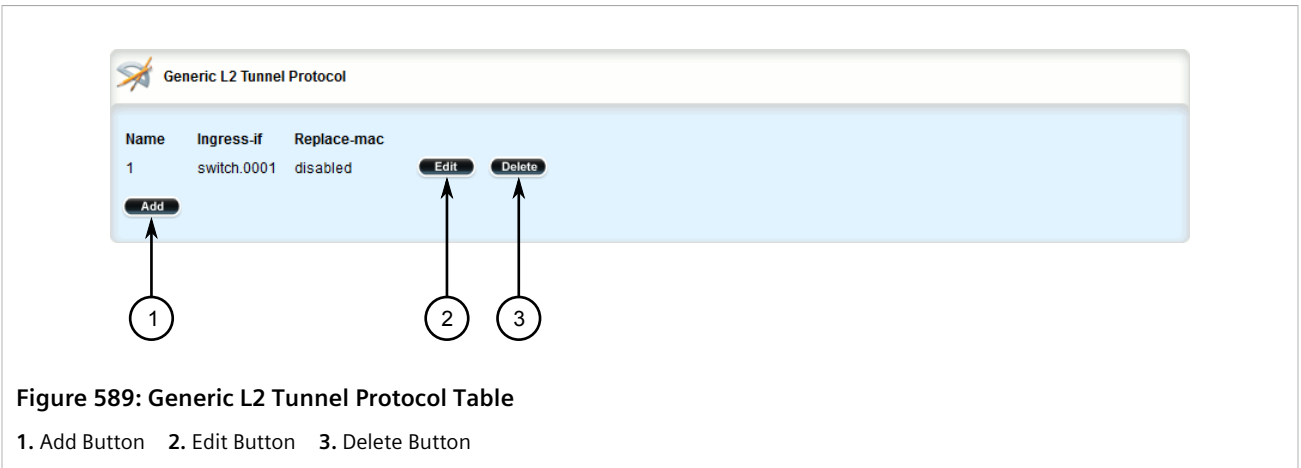 Generic L2 Tunnel Protocol
Name Ingress-if Replace-mac
1 switch.0001 disabled Edit Delete
Add
1 2 3
Figure 589: Generic L2 Tunnel Protocol Table
1. Add Button 2. Edit Button 3. Delete Button